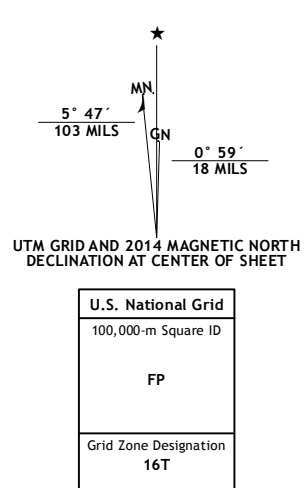 ★
MN.
5° 47´
103 MILS
GN
0° 59´
18 MILS
UTM GRID AND 2014 MAGNETIC NORTH
DECLINATION AT CENTER OF SHEET
U.S. National Grid
100,000-m Square ID
FP
Grid Zone Designation
16T